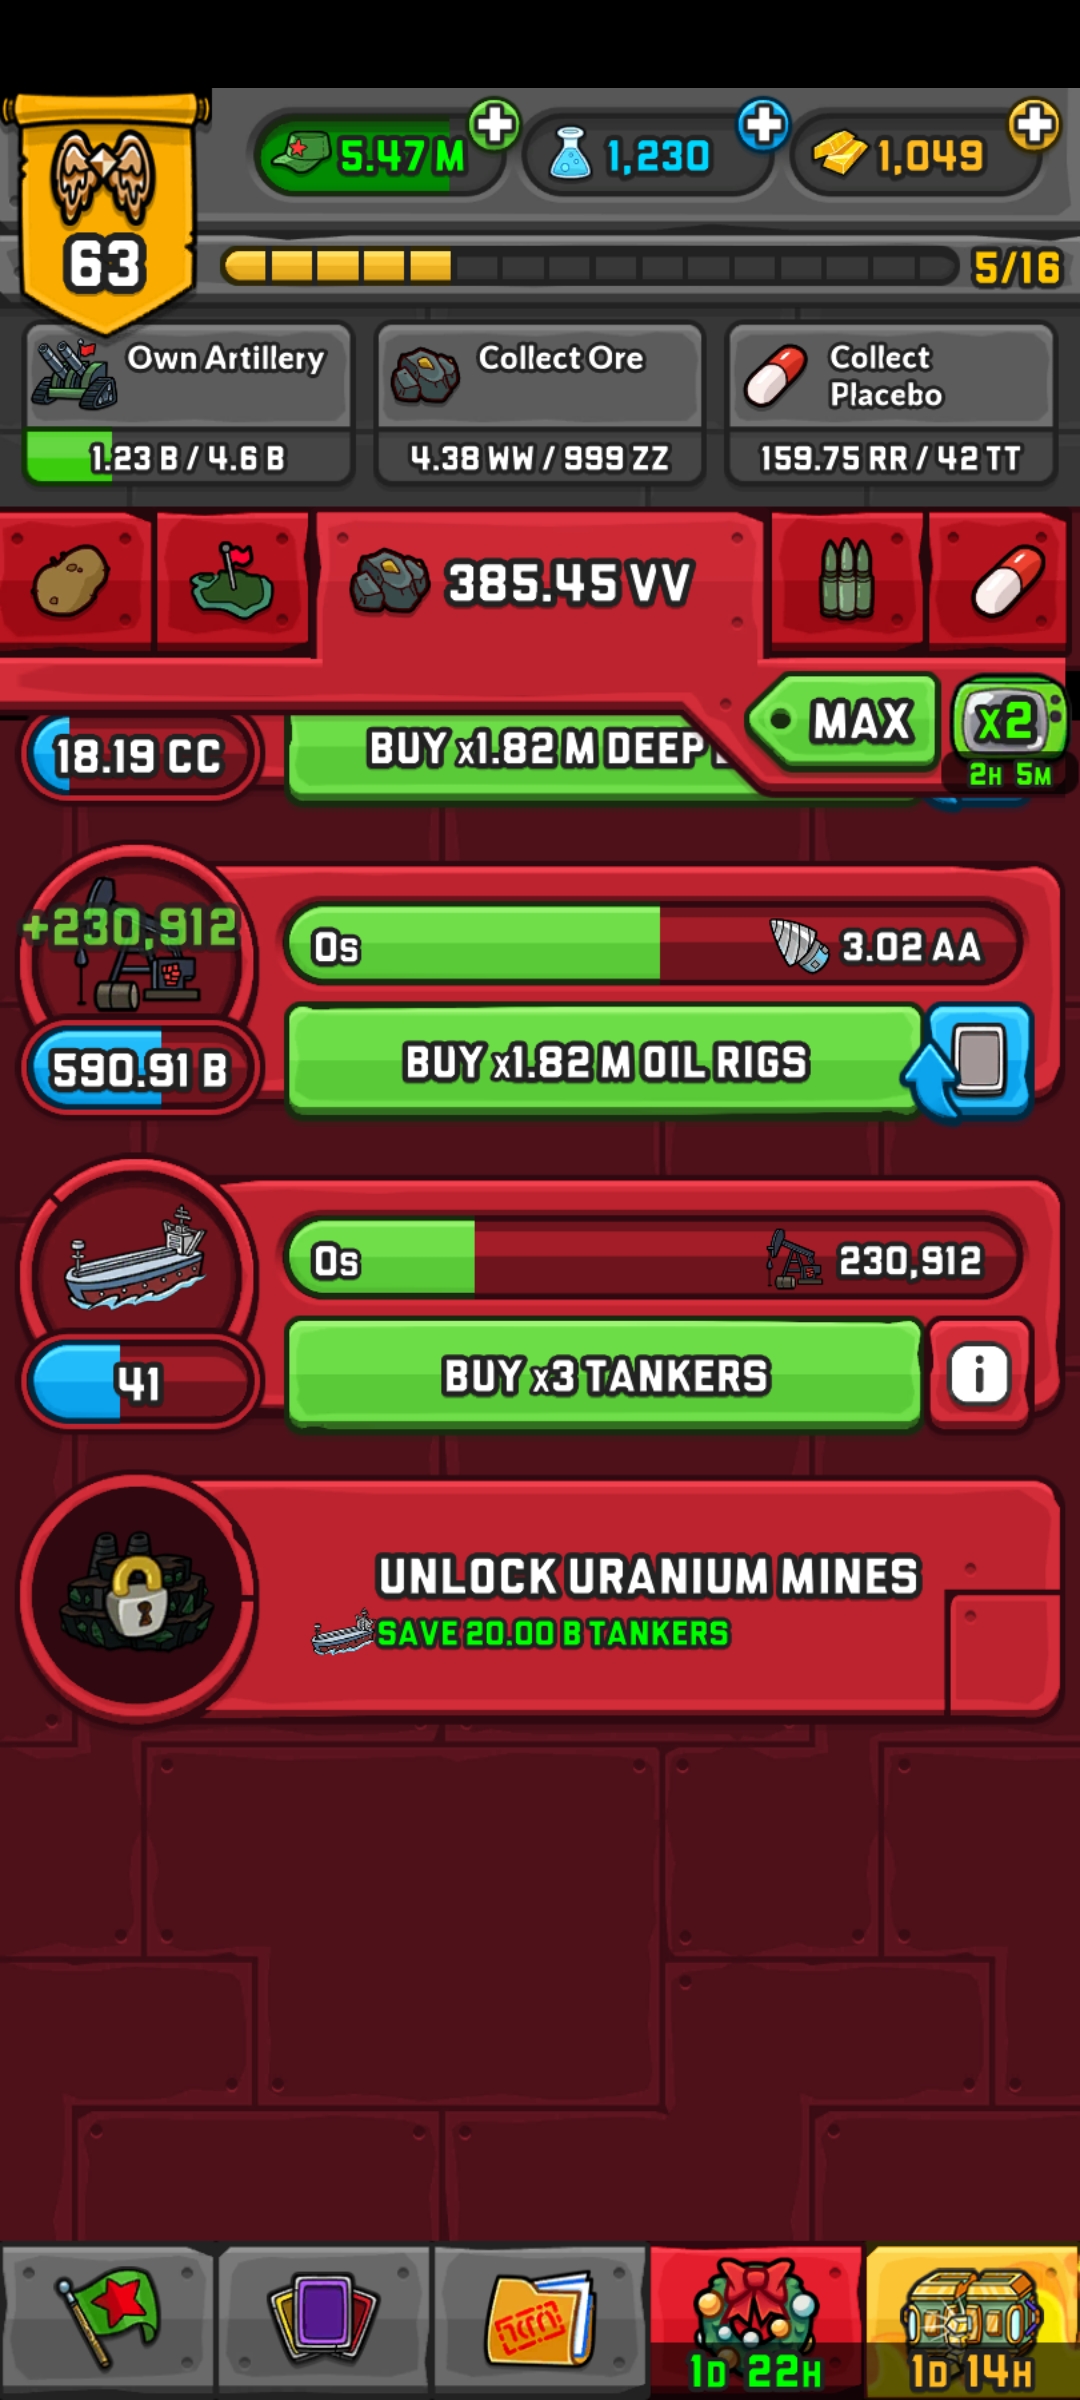 5.47 M
1,230
1,049
63
5/16
Own Artillery
1.23 B / 4.6 B
Collect Ore
4.38 WW / 999 ZZ
Collect
Placebo
159.75 RR / 42 TT
385.45 VV
MAX
x2
2H 5M
18.19 CC
BUY x1.82 M DEEP
+230,912
0s
3.02 AA
590.91 B
BUY x1.82 M OIL RIGS
0s
230,912
41
BUY x3 TANKERS
i
UNLOCK URANIUM MINES
SAVE 20.00 B TANKERS
1D 22H
1D 14H